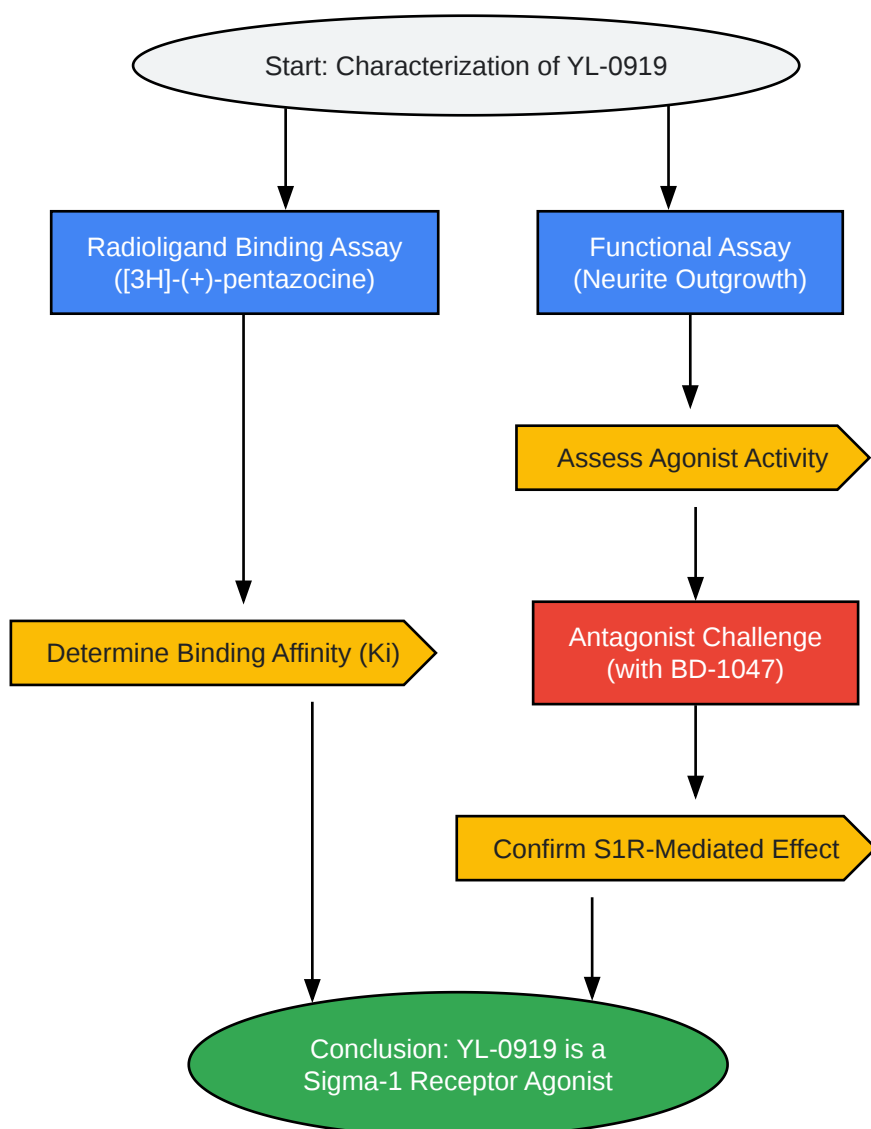 Start: Characterization of YL-0919
Radioligand Binding Assay
([3H]-(+)-pentazocine)
Functional Assay
(Neurite Outgrowth)
Assess Agonist Activity
Determine Binding Affinity (Ki)
Antagonist Challenge
(with BD-1047)
Confirm S1R-Mediated Effect
Conclusion: YL-0919 is a
Sigma-1 Receptor Agonist